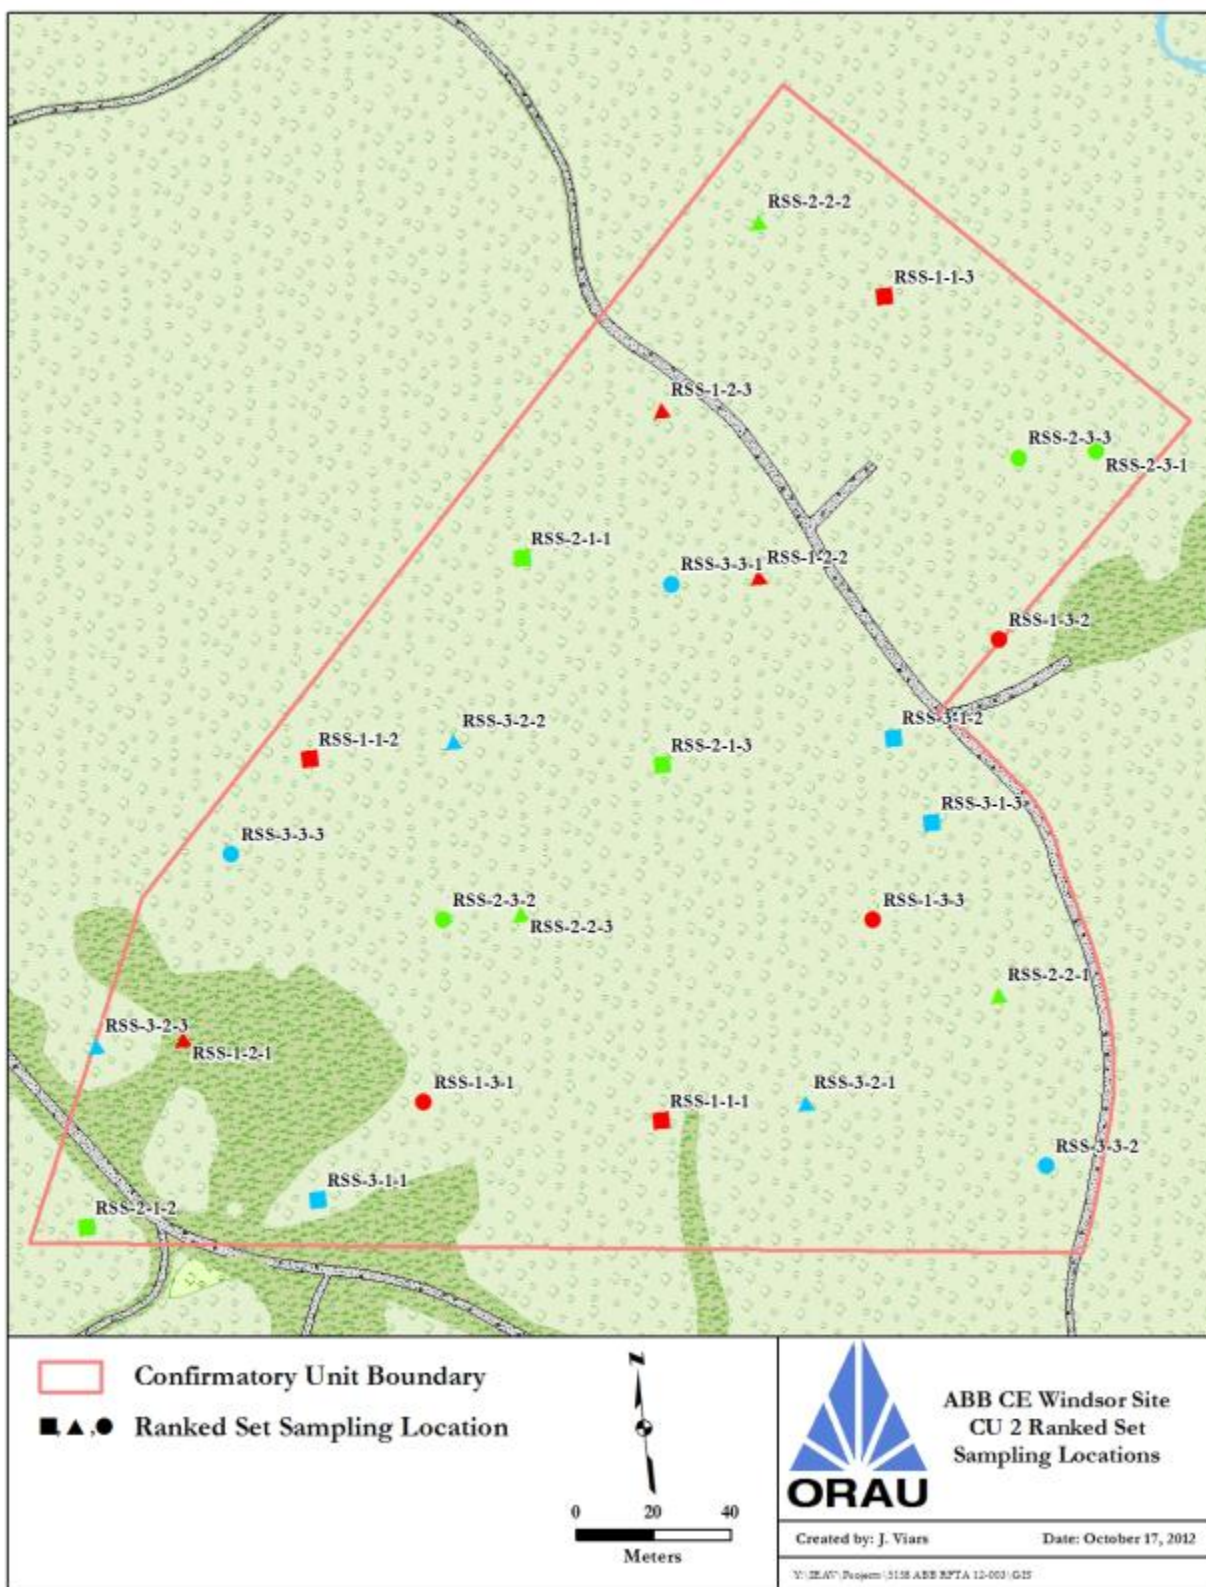 RSS-2-2-2
RSS-1-1-3
RSS-1-2-3
RSS-2-3-3
RSS-2-3-1
RSS-2-1-1
RSS-3-3-1
RSS-1-2-2
RSS-1-3-2
RSS-3-1-2
RSS-3-2-2
RSS-1-1-2
RSS-2-1-3
RSS-3-1-3
RSS-3-3-3
RSS-2-3-2
RSS-2-2-3
RSS-1-3-3
RSS-2-2-1
RSS-3-2-3
RSS-1-2-1
RSS-1-3-1
RSS-1-1-1
RSS-3-2-1
RSS-3-3-2
RSS-3-1-1
RSS-2-1-2
Confirmatory Unit Boundary
Ranked Set Sampling Location
N
0 20 40
Meters
ORAU
ABB CE Windsor Site
CU 2 Ranked Set
Sampling Locations
Created by: J. Viars Date: October 17, 2012